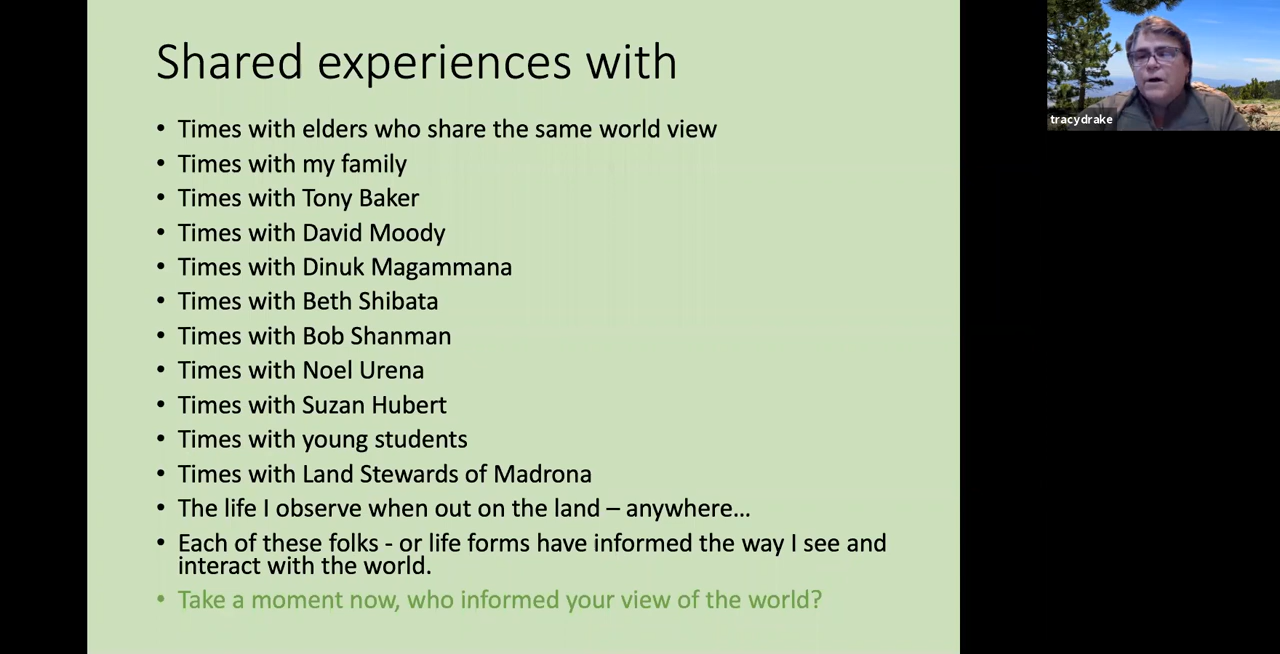 Shared experiences with
• Times with elders who share the same world view
• Times with my family
• Times with Tony Baker
• Times with David Moody
• Times with Dinuk Magammana
• Times with Beth Shibata
• Times with Bob Shanman
• Times with Noel Urena
• Times with Suzan Hubert
• Times with young students
• Times with Land Stewards of Madrona
• The life I observe when out on the land – anywhere…
• Each of these folks - or life forms have informed the way I see and
interact with the world.
• Take a moment now, who informed your view of the world?
tracydrake